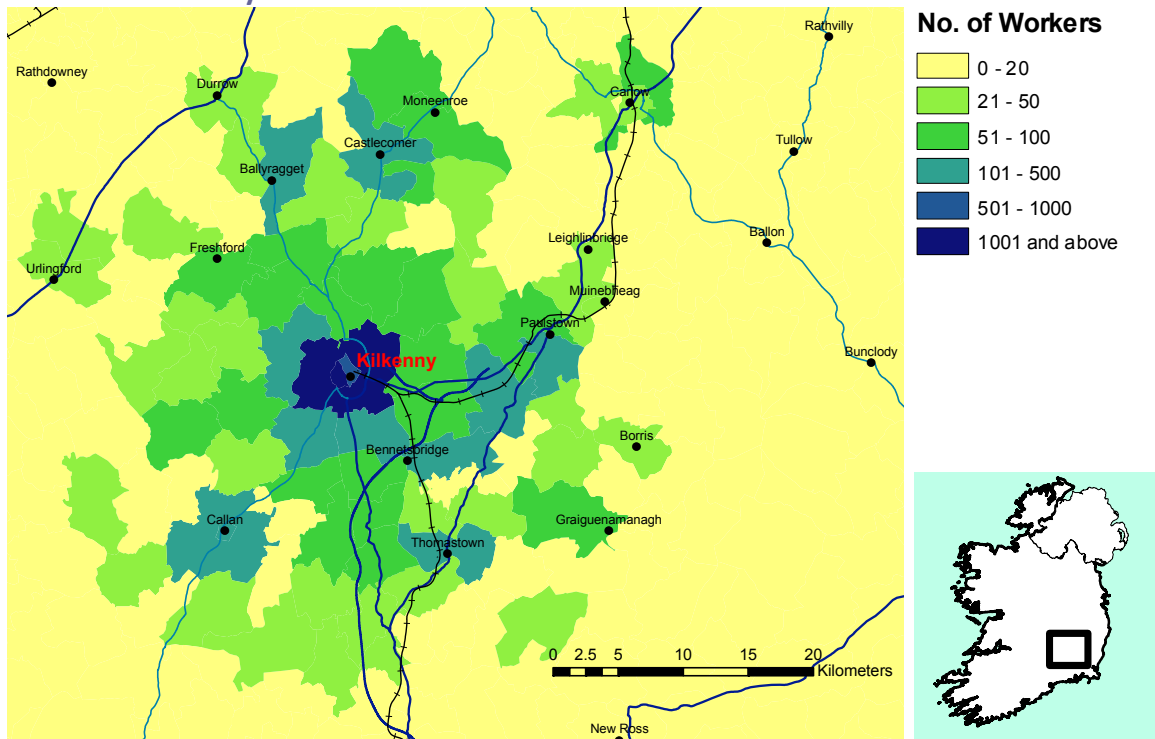 No. of Workers
0 - 20
21 - 50
51 - 100
101 - 500
501 - 1000
1001 and above
Rathvilly
Rathdowney
Durrow
Moneenroe
Carlow
Castlecomer
Tullow
Ballyragget
Ballon
Leighlinbridge
Freshford
Urlingford
Muinebheag
Paulstown
Kilkenny
Bunclody
Borris
Bennetsbridge
Callan
Graiguenamanagh
Thomastown
0 2.5 5 10 15 20
Kilometers
New Ross